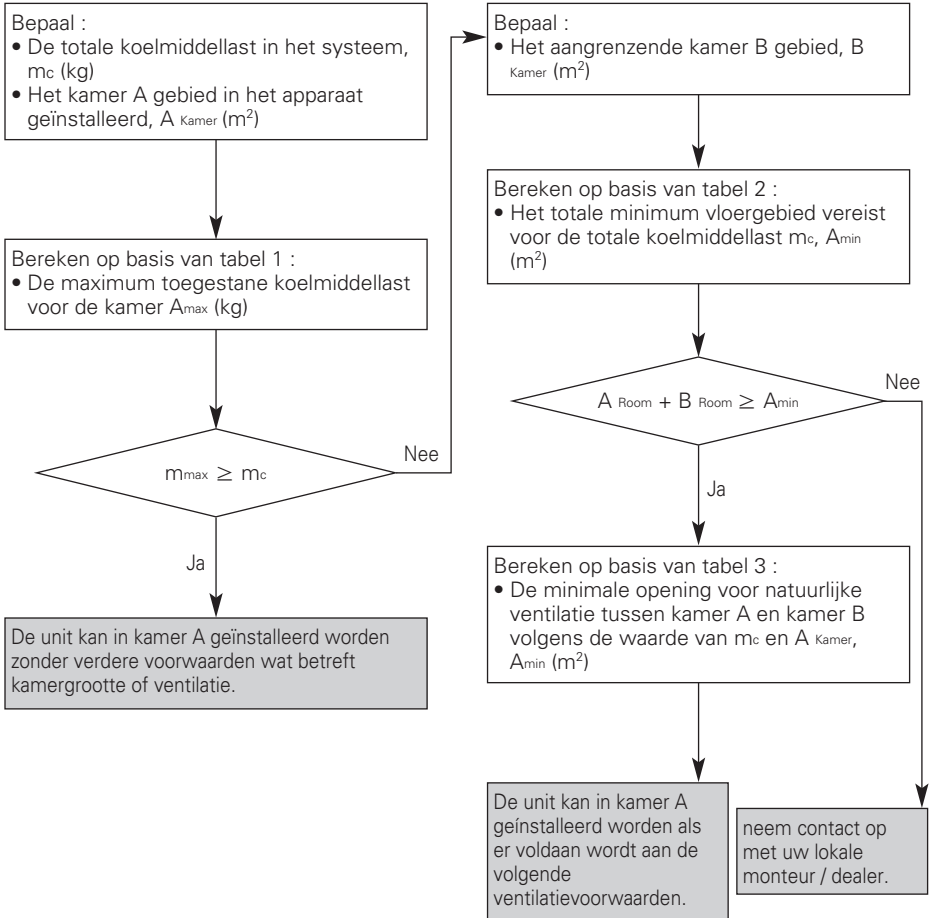 Bepaal :
• De totale koelmiddellast in het systeem,
mc (kg)
• Het kamer A gebied in het apparaat
geïnstalleerd, A Kamer (m²)
Bereken op basis van tabel 1 :
• De maximum toegestane koelmiddellast
voor de kamer Amax (kg)
mmax ≥ mc
Nee
Ja
De unit kan in kamer A geïnstalleerd worden
zonder verdere voorwaarden wat betreft
kamergrootte of ventilatie.
Bepaal :
• Het aangrenzende kamer B gebied, B
Kamer (m²)
Bereken op basis van tabel 2 :
• Het totale minimum vloergebied vereist
voor de totale koelmiddellast mc, Amin
(m²)
A Room + B Room ≥ Amin
Nee
Ja
Bereken op basis van tabel 3 :
• De minimale opening voor natuurlijke
ventilatie tussen kamer A en kamer B
volgens de waarde van mc en A Kamer,
Amin (m²)
De unit kan in kamer A
geínstalleerd worden als
er voldaan wordt aan de
volgende
ventilatievoorwaarden.
neem contact op
met uw lokale
monteur / dealer.